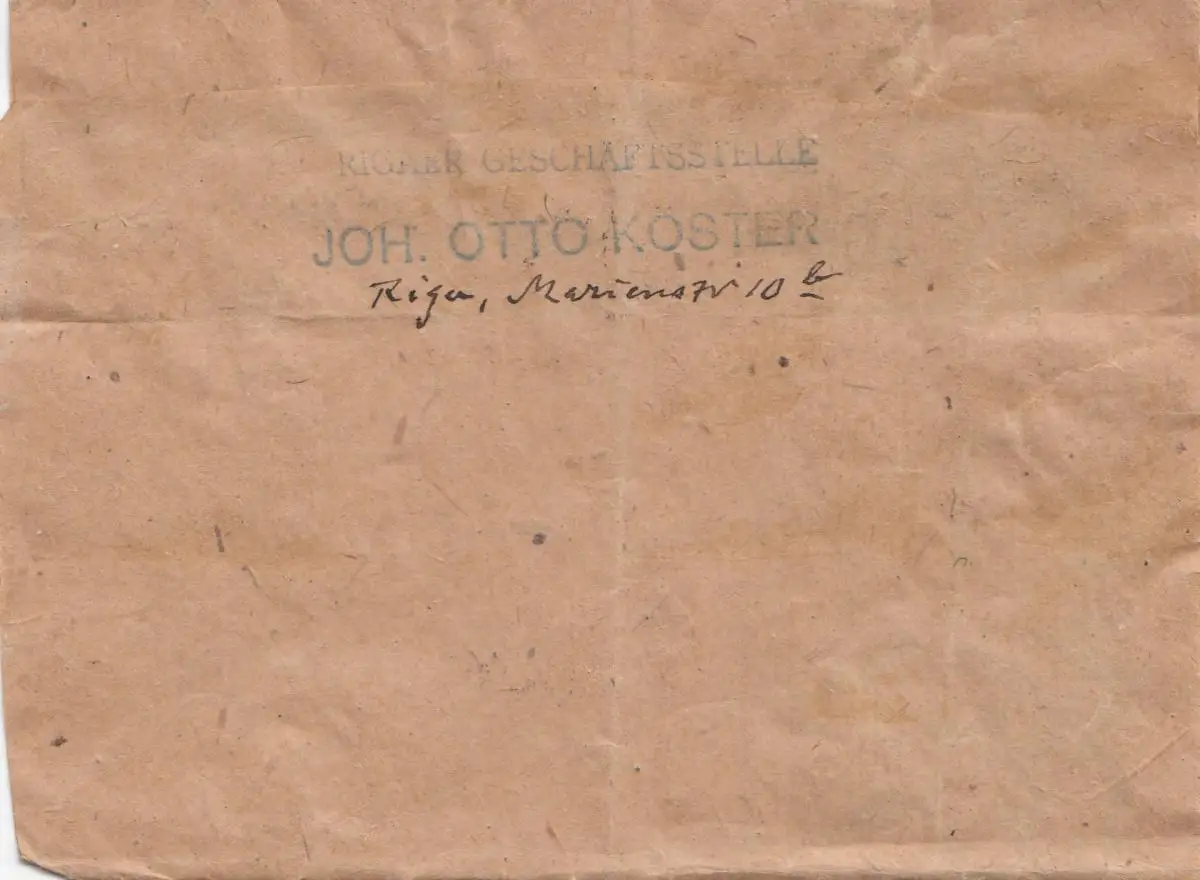 RIGAER GESCHÄFTSSTELLE
JOH. OTTO KÖSTER
Riga, Marienstr 10 b